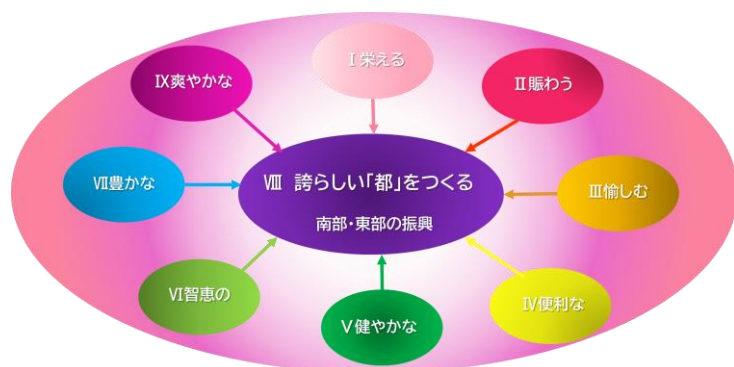 Ⅰ栄える
Ⅱ賑わう
Ⅲ愉しむ
Ⅳ便利な
Ⅴ健やかな
Ⅵ智恵の
Ⅶ豊かな
Ⅸ爽やかな
Ⅷ 誇らしい「都」をつくる
南部・東部の振興